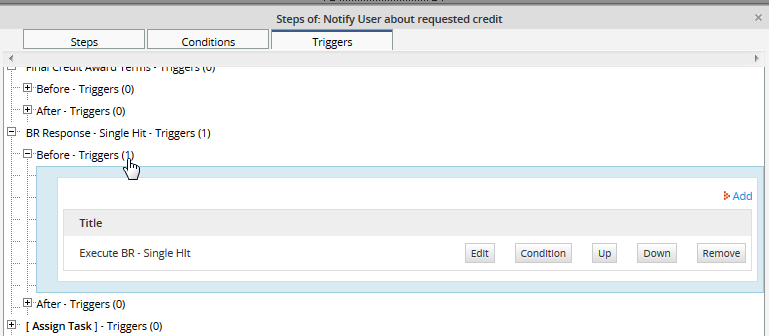 Steps of: Notify User about requested credit
Steps Conditions Triggers
Final Credit Award Terms - Triggers (0)
Before - Triggers (0)
After - Triggers (0)
BR Response - Single Hit - Triggers (1)
Before - Triggers (1)
Add
Title
Execute BR - Single HIt Edit Condition Up Down Remove
After - Triggers (0)
[ Assign Task ] - Triggers (0)